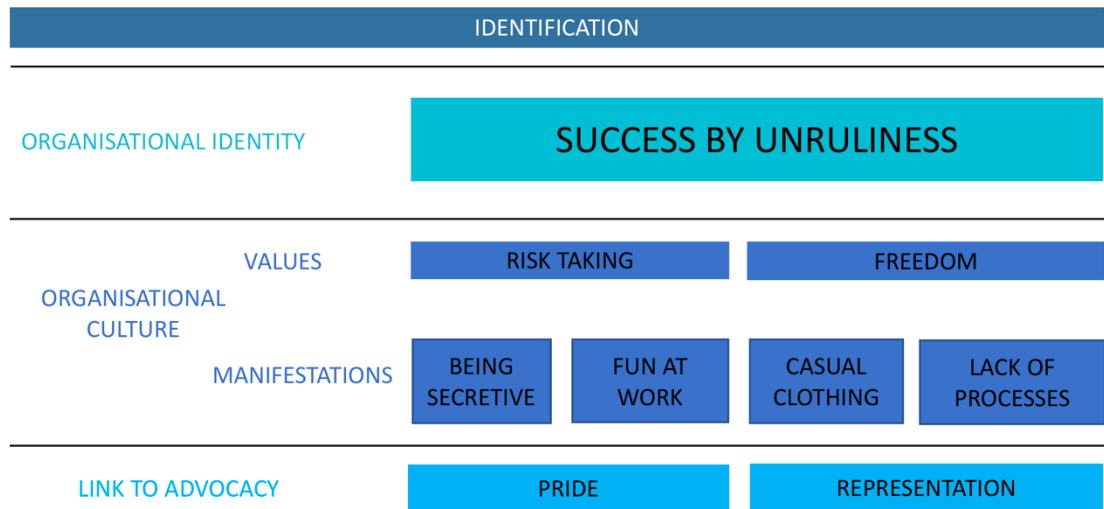 IDENTIFICATION
ORGANISATIONAL IDENTITY
SUCCESS BY UNRULINESS
VALUES
RISK TAKING
FREEDOM
ORGANISATIONAL
CULTURE
MANIFESTATIONS
BEING
SECRETIVE
FUN AT
WORK
CASUAL
CLOTHING
LACK OF
PROCESSES
LINK TO ADVOCACY
PRIDE
REPRESENTATION